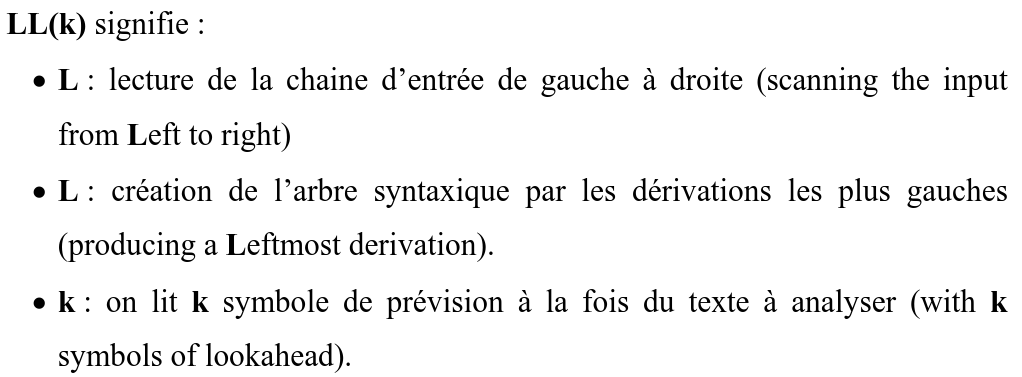 LL(k) signifie :
• L : lecture de la chaine d’entrée de gauche à droite (scanning the input
from Left to right)
• L : création de l’arbre syntaxique par les dérivations les plus gauches
(producing a Leftmost derivation).
• k : on lit k symbole de prévision à la fois du texte à analyser (with k
symbols of lookahead).